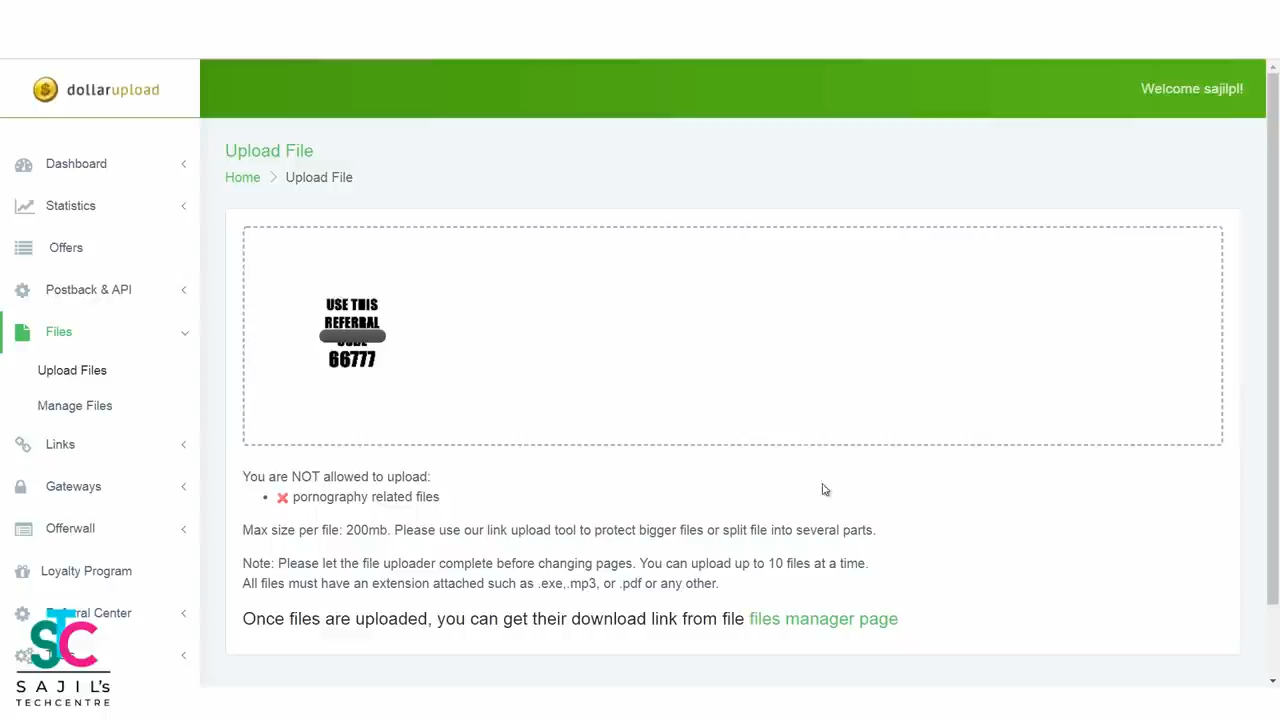 dollarupload
Welcome sajilpl!
Dashboard
Statistics
Offers
Postback & API
Files
Upload Files
Manage Files
Links
Gateways
Offerwall
Loyalty Program
Referral Center
Upload File
Home > Upload File
USE THIS
REFERRAL
CODE
66777
You are NOT allowed to upload:
• ❌ pornography related files
Max size per file: 200mb. Please use our link upload tool to protect bigger files or split file into several parts.
Note: Please let the file uploader complete before changing pages. You can upload up to 10 files at a time.
All files must have an extension attached such as .exe,.mp3, or .pdf or any other.
Once files are uploaded, you can get their download link from file files manager page
STC
SAJIL's
TECHCENTRE